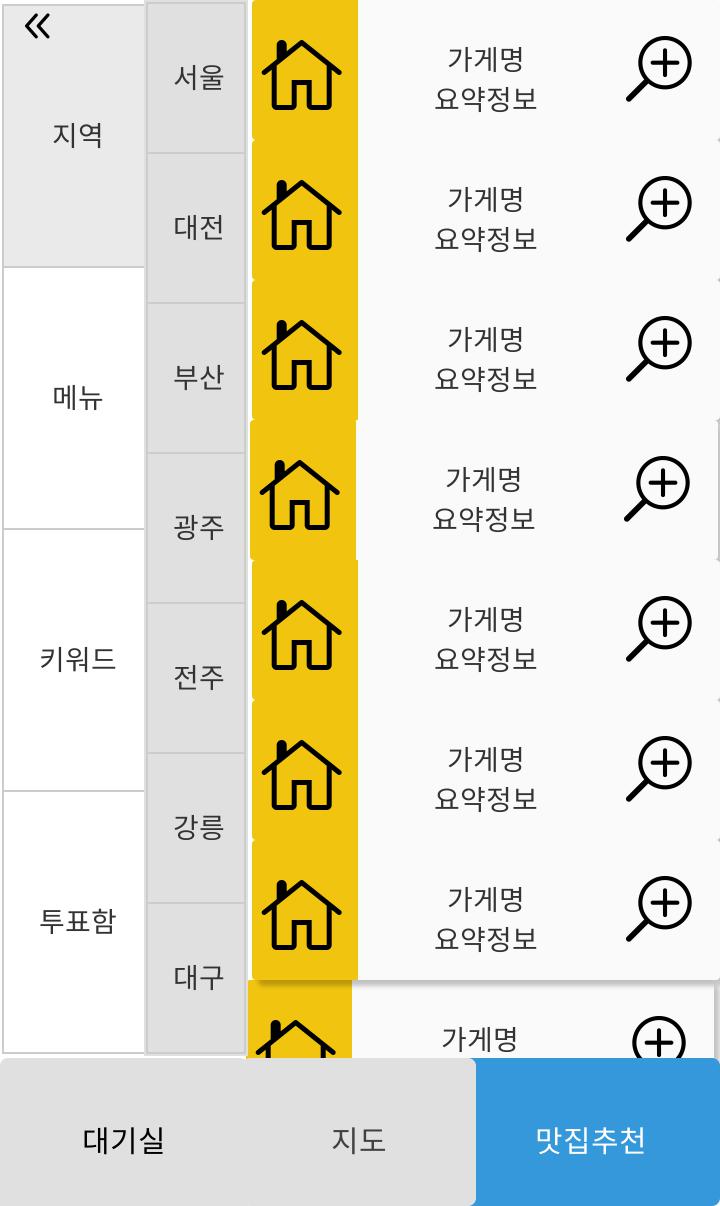 지역
메뉴
키워드
투표함
서울
대전
부산
광주
전주
강릉
대구
가게명
요약정보
가게명
요약정보
가게명
요약정보
가게명
요약정보
가게명
요약정보
가게명
요약정보
가게명
요약정보
가게명
대기실
지도
맛집추천